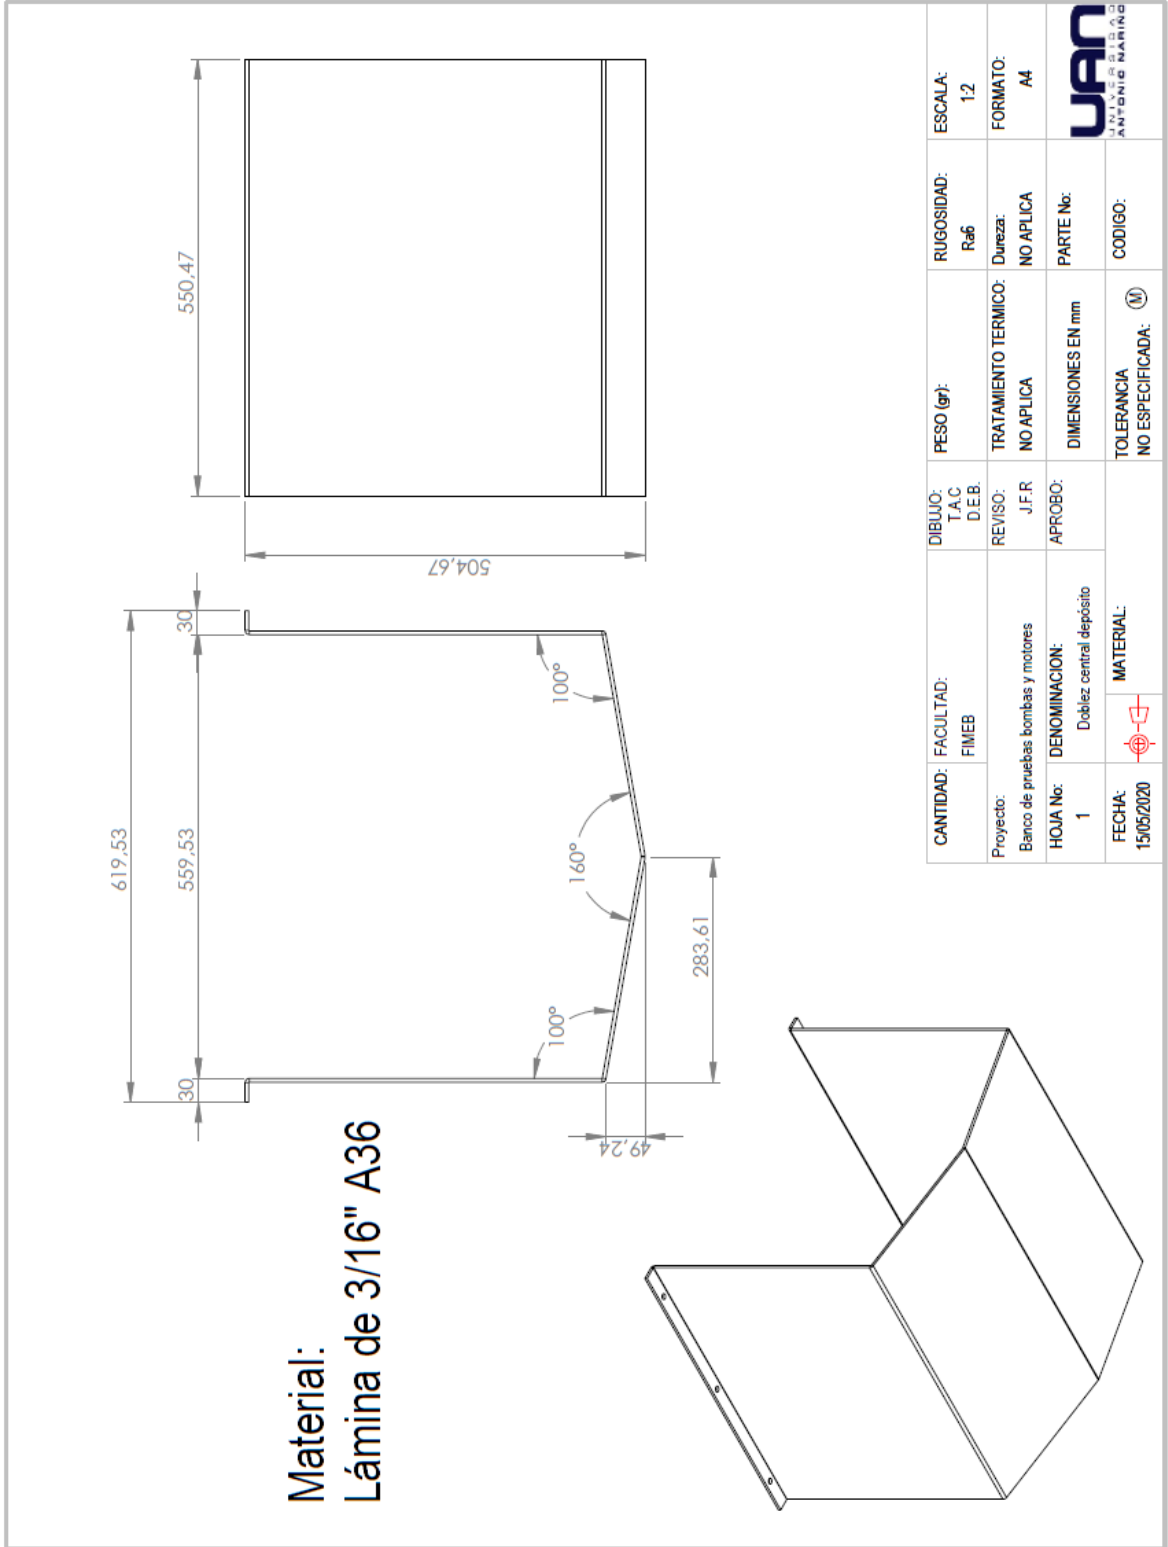 Material:
Lámina de 3/16" A36
619,53
559,53
30
30
100°
100°
160°
283,61
49,24
504,67
550,47
CANTIDAD:
FACULTAD:
FIMEB
DIBUJO:
T.A.C
D.E.B.
PESO (gr):
RUGOSIDAD:
Ra6
ESCALA:
1:2
Proyecto:
Banco de pruebas bombas y motores
REVISO:
J.F.R
TRATAMIENTO TERMICO:
NO APLICA
Dureza:
NO APLICA
FORMATO:
A4
HOJA No:
1
DENOMINACION:
Doblez central depósito
APROBO:
DIMENSIONES EN mm
PARTE No:
FECHA:
15/05/2020
MATERIAL:
TOLERANCIA
NO ESPECIFICADA: M
CODIGO:
UAN
UNIVERSIDAD
ANTONIO NARIÑO